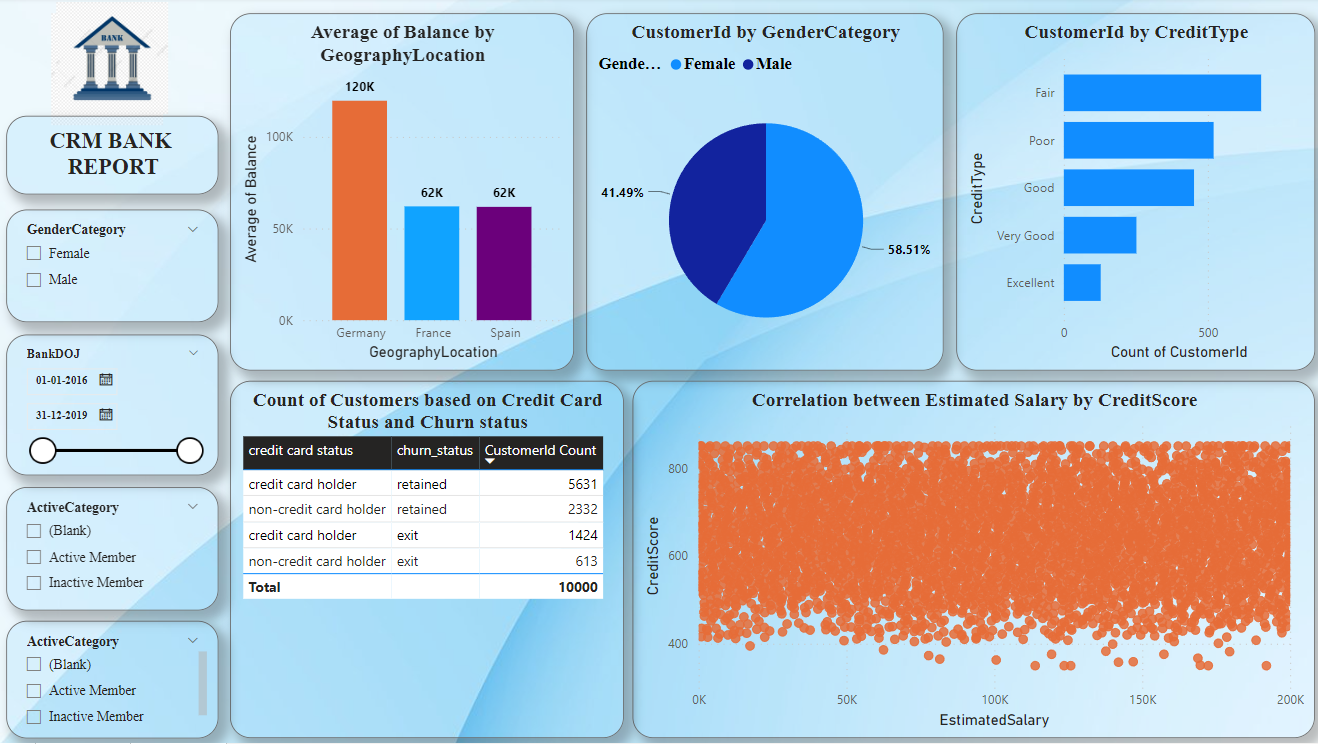 BANK
CRM BANK
REPORT
GenderCategory
Female
Male
BankDOJ
01-01-2016
31-12-2019
ActiveCategory
(Blank)
Active Member
Inactive Member
ActiveCategory
(Blank)
Active Member
Inactive Member
Average of Balance by
GeographyLocation
Average of Balance
100K
50K
0K
120K
62K
62K
Germany France Spain
GeographyLocation
CustomerId by GenderCategory
Gende... Female Male
41.49%
58.51%
CustomerId by CreditType
CreditType
Fair
Poor
Good
Very Good
Excellent
0 500
Count of CustomerId
Count of Customers based on Credit Card
Status and Churn status
credit card status churn_status CustomerId Count
credit card holder retained 5631
non-credit card holder retained 2332
credit card holder exit 1424
non-credit card holder exit 613
Total 10000
Correlation between Estimated Salary by CreditScore
CreditScore
800
600
400
0K 50K 100K 150K 200K
EstimatedSalary